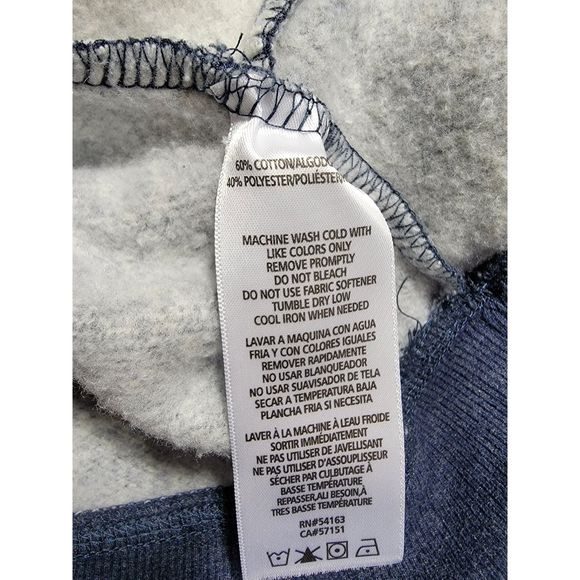 60% COTTON/ALGOD
40% POLYESTER/POLIÉSTER
MACHINE WASH COLD WITH
LIKE COLORS ONLY
REMOVE PROMPTLY
DO NOT BLEACH
DO NOT USE FABRIC SOFTENER
TUMBLE DRY LOW
COOL IRON WHEN NEEDED
LAVAR A MAQUINA CON AGUA
FRIA Y CON COLORES IGUALES
REMOVER RAPIDAMENTE
NO USAR BLANQUEADOR
NO USAR SUAVISADOR DE TELA
SECAR A TEMPERATURA BAJA
PLANCHA FRIA SI NECESITA
LAVER À LA MACHINE À LEAU FROIDE
SORTIR IMMÉDIATEMENT
NE PAS UTILISER DE JAVELLISANT
NE PAS UTILISER D'ASSOUPLISSEUR
SÉCHER PAR CULBUTAGE À
BASSE TEMPÉRATURE
REPASSER,ALI BESOIN,À
TRES BASSE TEMPÉRATURE
RN#54163
CA#57151